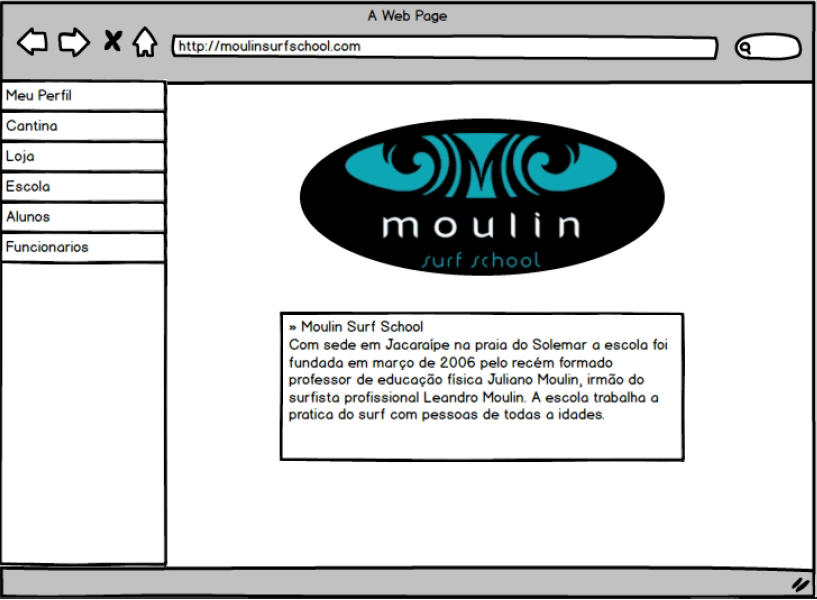 A Web Page
http://moulinsurfschool.com
Meu Perfil
Cantina
Loja
Escola
Alunos
Funcionarios
moulin
surf school
» Moulin Surf School
Com sede em Jacaraípe na praia do Solemar a escola foi
fundada em março de 2006 pelo recém formado
professor de educação física Juliano Moulin, irmão do
surfista profissional Leandro Moulin. A escola trabalha a
pratica do surf com pessoas de todas a idades.